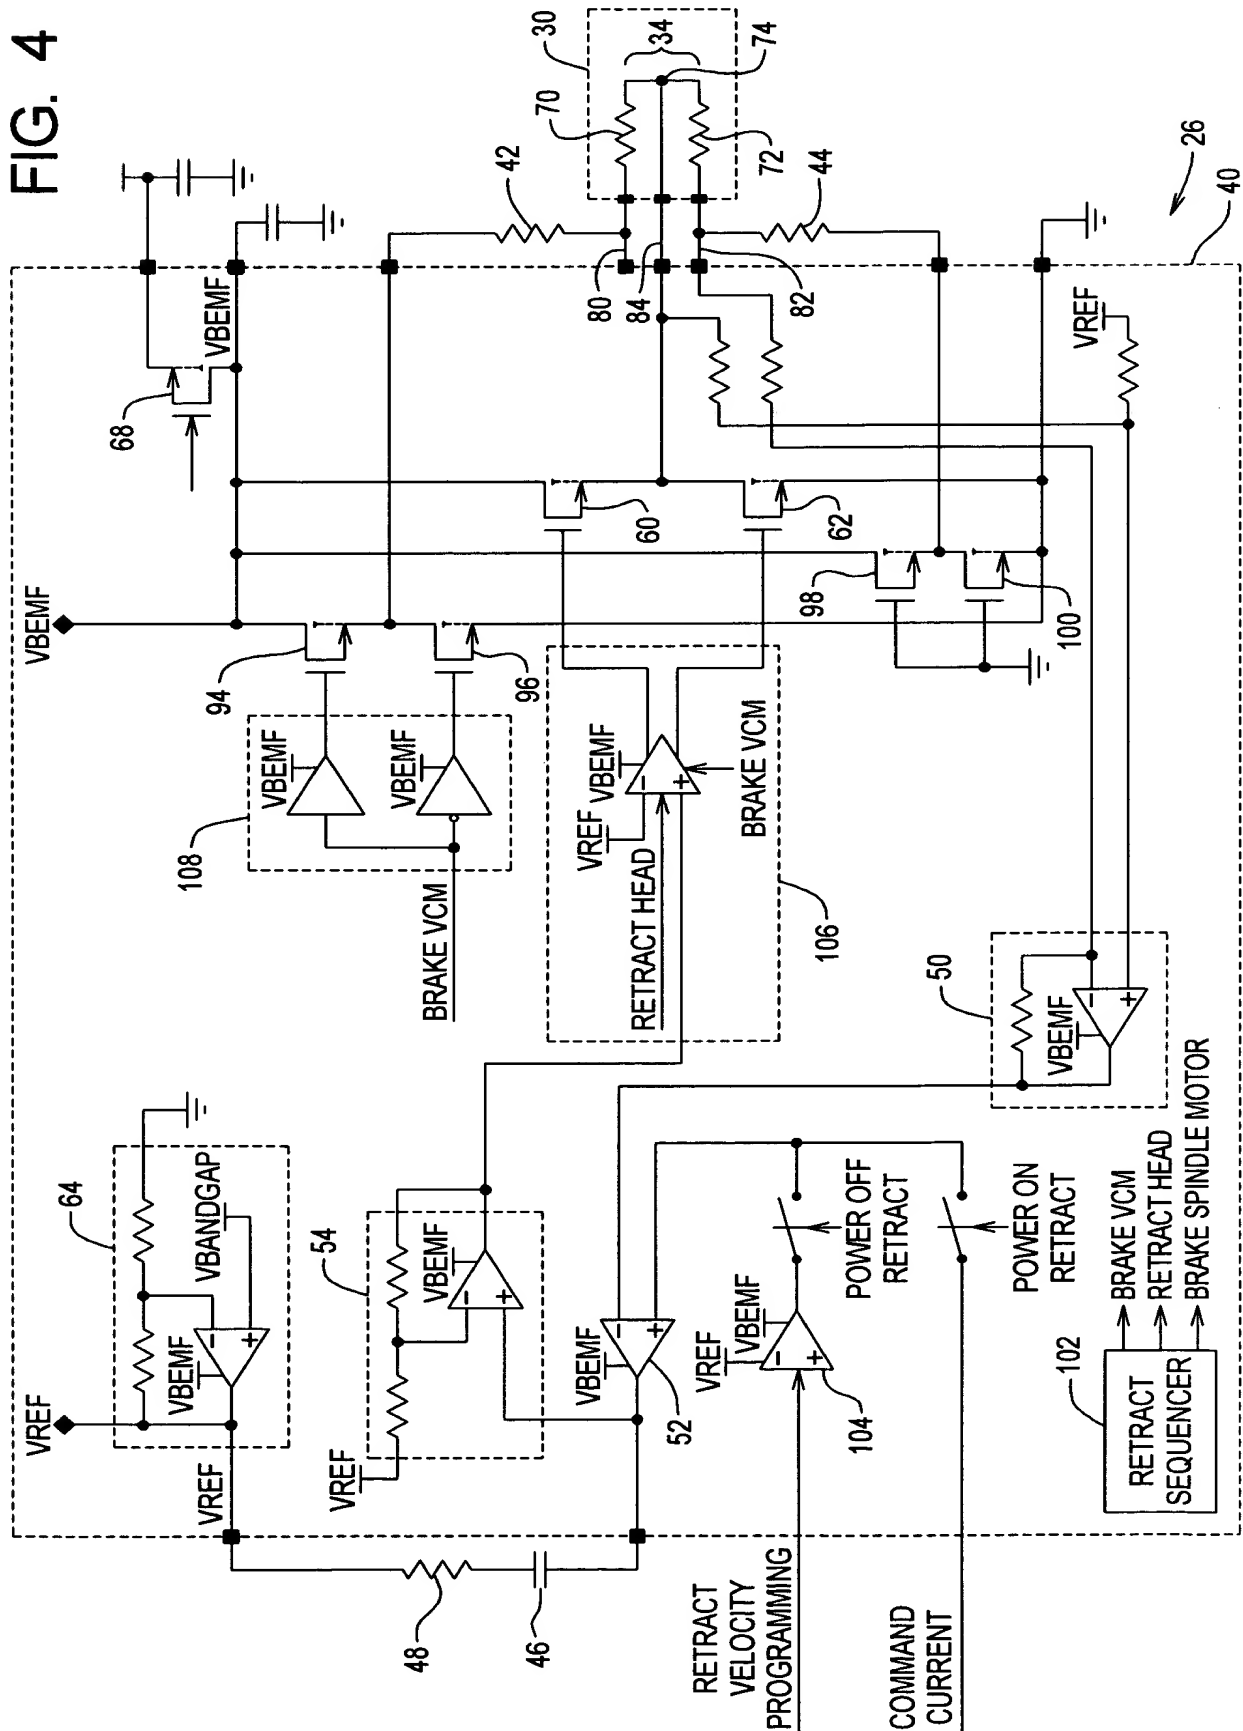 FIG. 4
VREF
64
VBANDGAP
VBEMF
VREF
48
46
54
VREF
VBEMF
VBEMF
52
VREF
VBEMF
104
RETRACT
VELOCITY
PROGRAMMING
COMMAND
CURRENT
POWER OFF
RETRACT
POWER ON
RETRACT
102
RETRACT
SEQUENCER
BRAKE VCM
RETRACT HEAD
BRAKE SPINDLE MOTOR
50
VBEMF
108
VBEMF
VBEMF
BRAKE VCM
VREF
VBEMF
RETRACT HEAD
BRAKE VCM
106
VBEMF
94
96
68
VBEMF
60
62
98
100
VREF
42
44
80
84
82
30
70
34
74
72
26
40
-
+
-
+
-
+
-
+
-
+
-
+